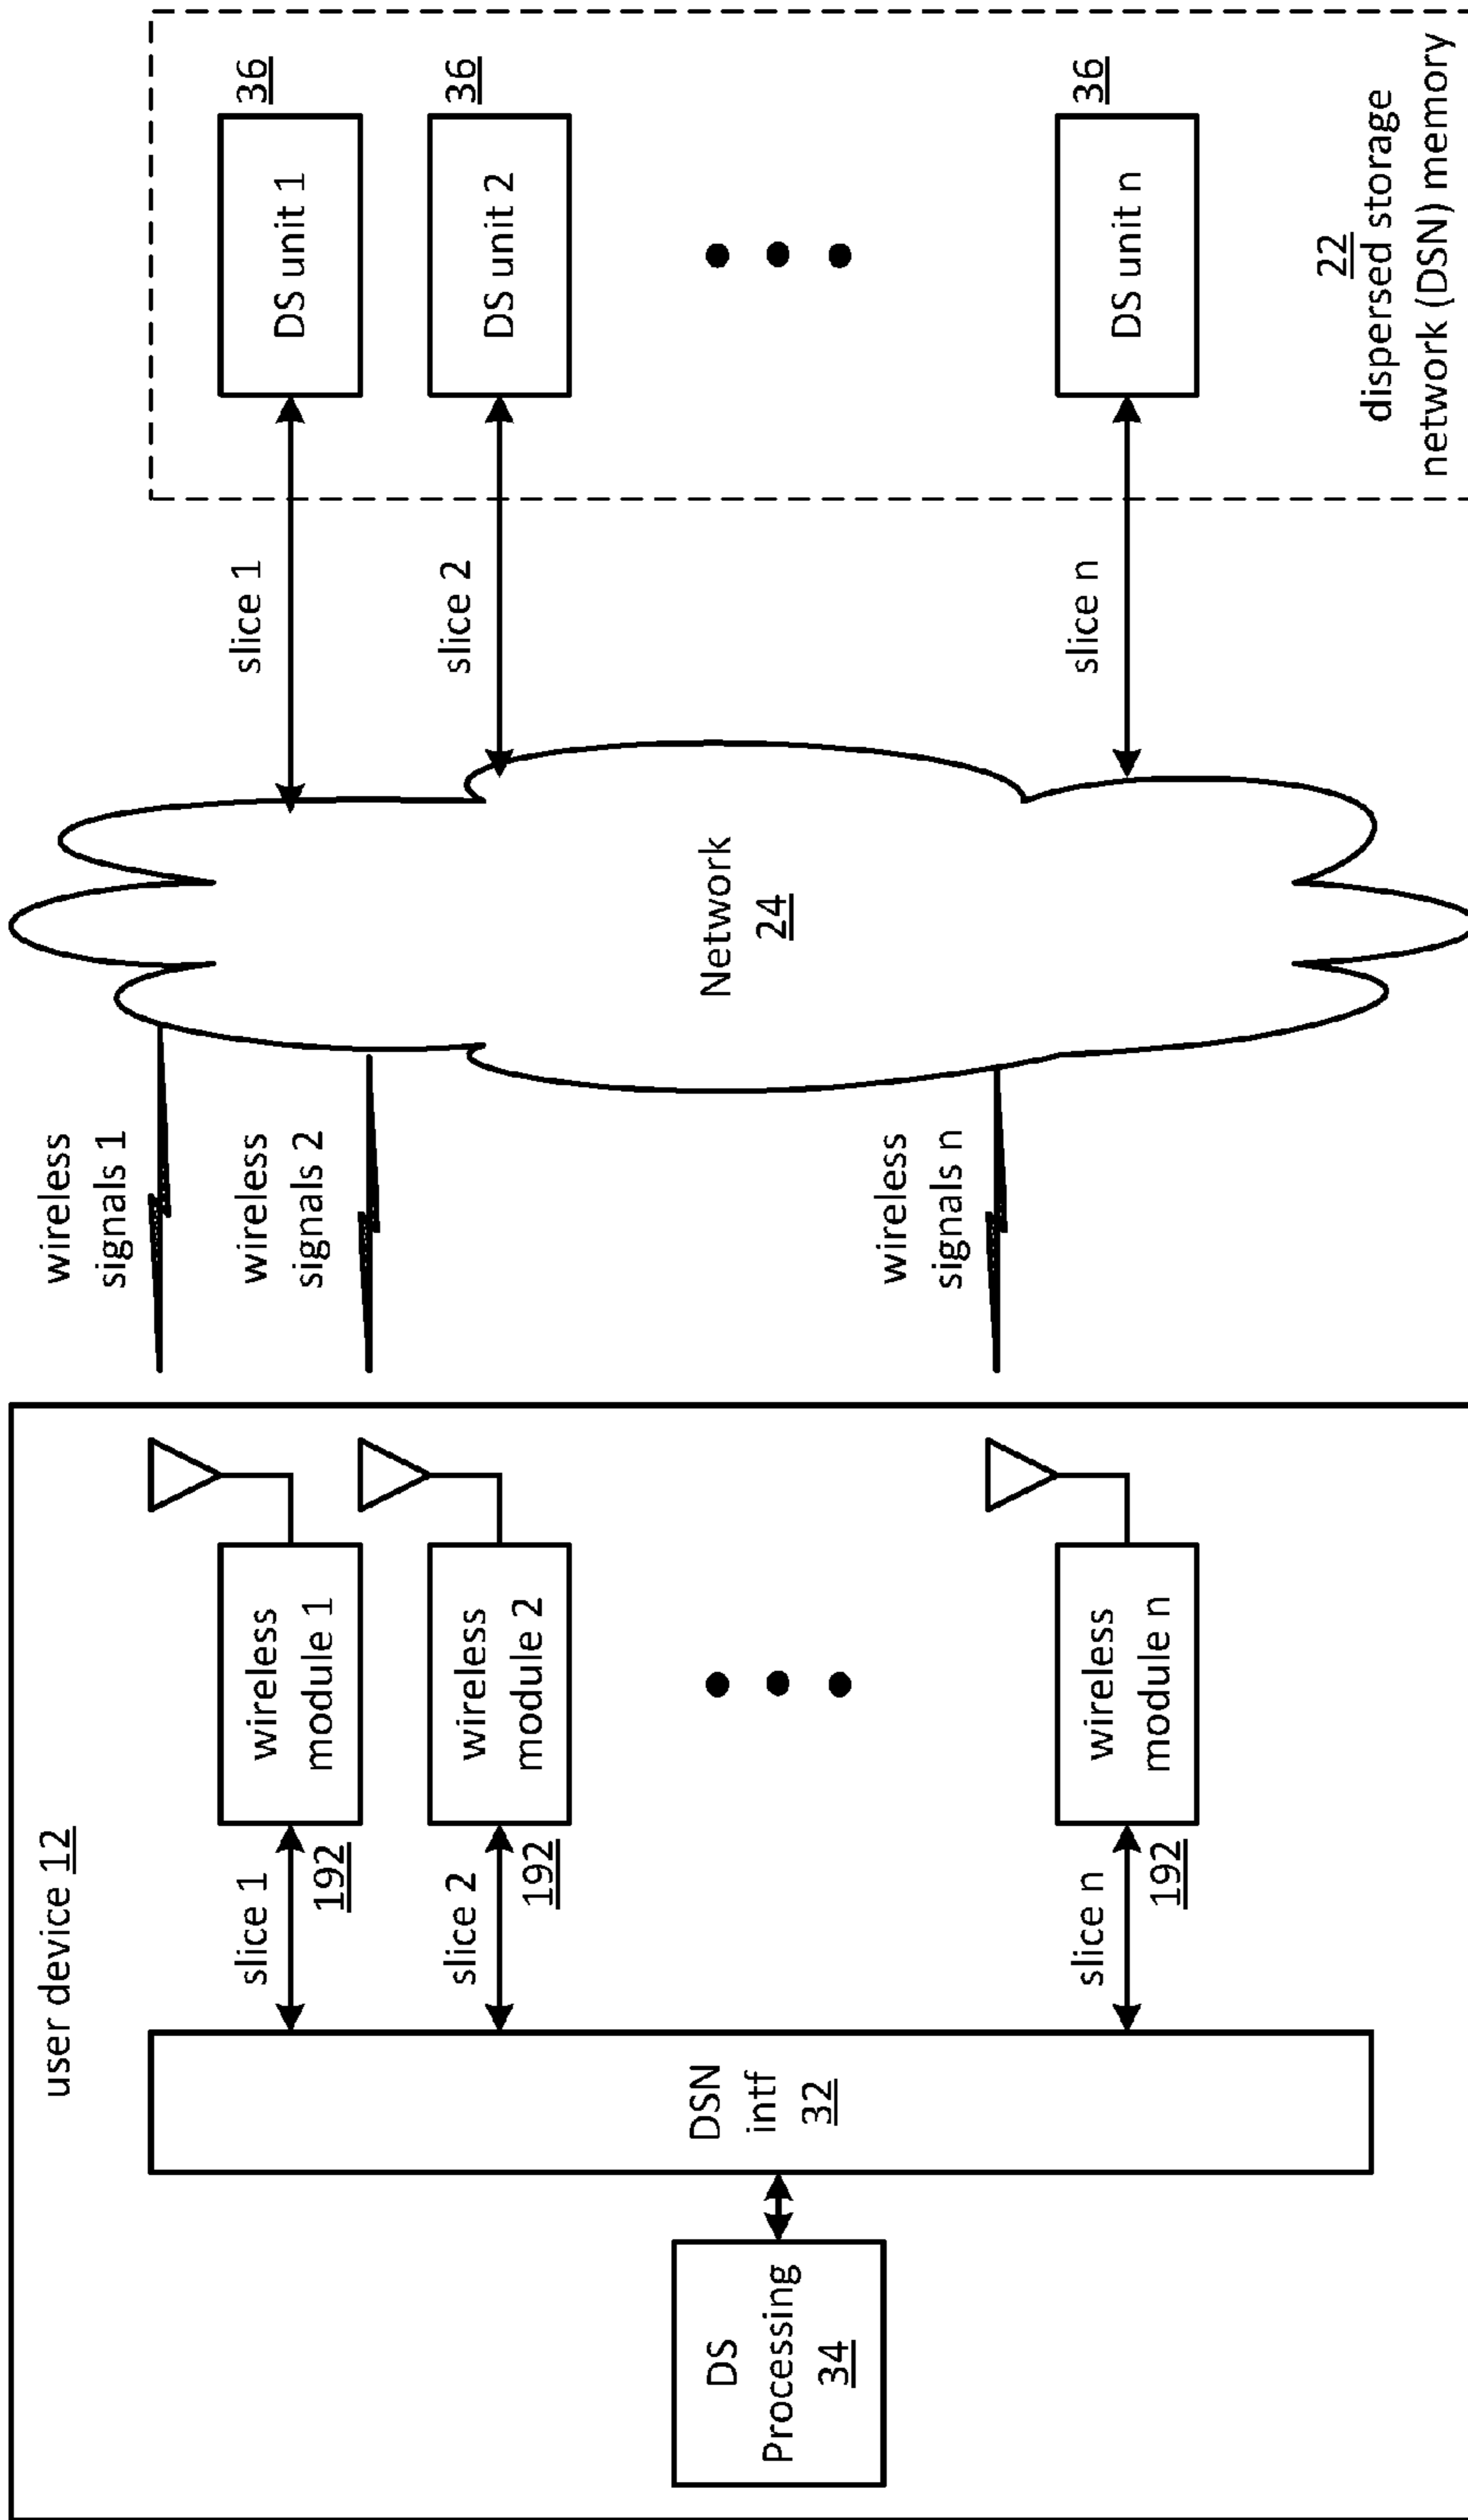 user device 12
DS
Processing
34
DSN
intf
32
slice 1
192
wireless
module 1
slice 2
192
wireless
module 2
slice n
192
wireless
module n
wireless
signals 1
wireless
signals 2
wireless
signals n
Network
24
slice 1
slice 2
slice n
DS unit 1
36
DS unit 2
36
DS unit n
36
22
dispersed storage
network (DSN) memory